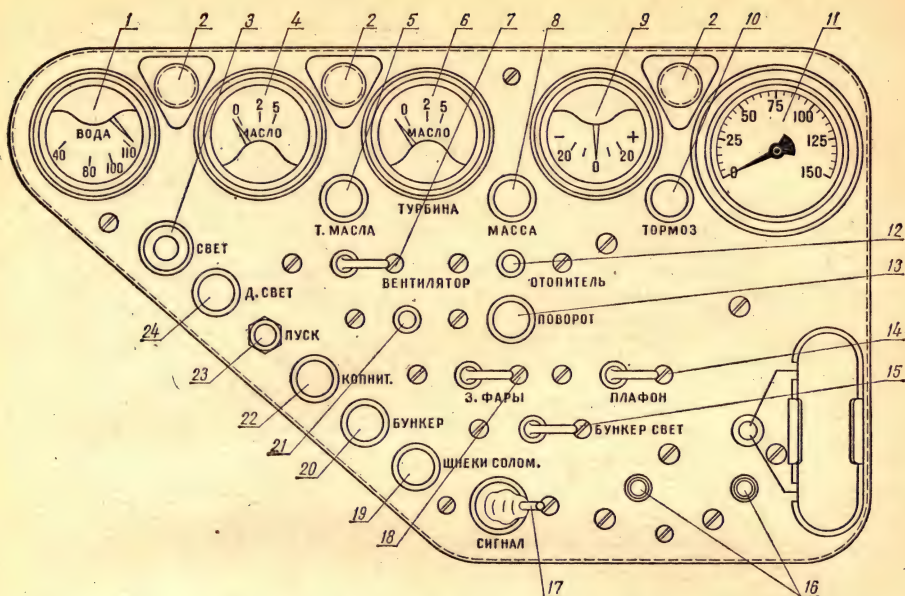 1 2 3 4 5 6 7 8 9 10 11
0 2 5
МАСЛО
0 2 5
МАСЛО
ВОДА
40 80 100 110
− +
20 0 20
0 25 50 75 100 125 150
ТУРБИНА
Т. МАСЛА
МАССА
ТОРМОЗ
2
СВЕТ
12
ВЕНТИЛЯТОР
ОТОПИТЕЛЬ
13
Д. СВЕТ
ПОВОРОТ
24
ПУСК
14
23
КОПНИТ.
З. ФАРЫ
ПЛАФОН
15
22
БУНКЕР
БУНКЕР СВЕТ
21
20
ШНЕКИ СОЛОМ.
19
18
СИГНАЛ
17
16